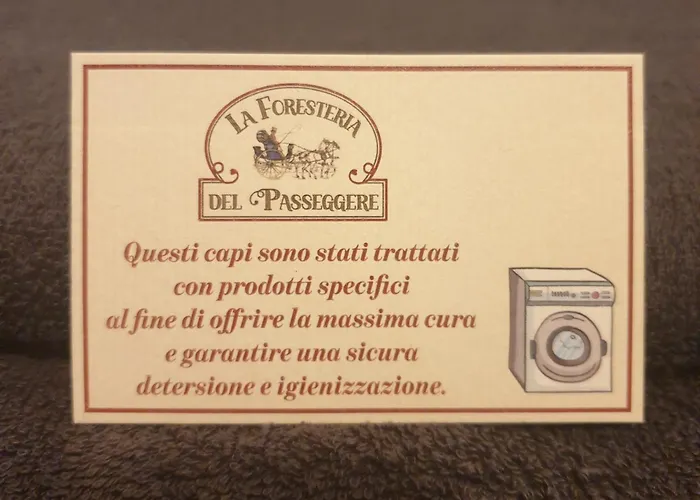 La Foresteria
del Passeggere
Questi capi sono stati trattati
con prodotti specifici
al fine di offrire la massima cura
e garantire una sicura
detersione e igienizzazione.